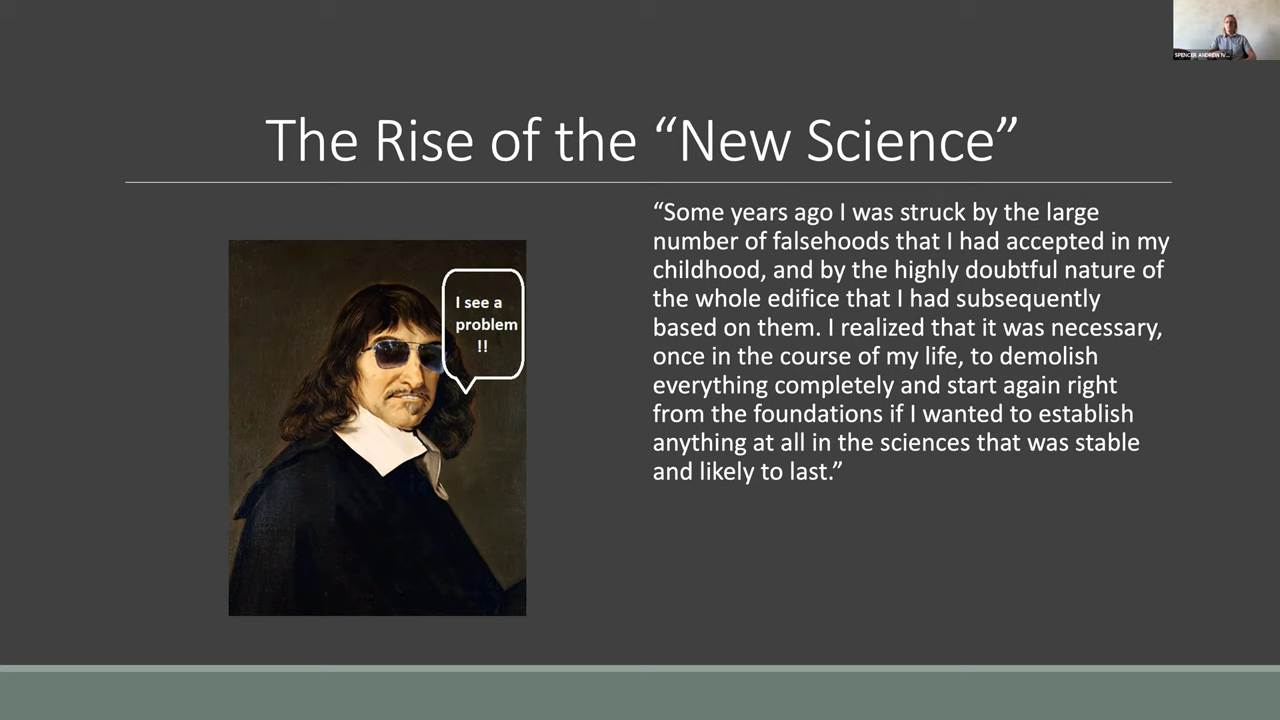 SPENCER ANDREW IV...
The Rise of the “New Science”
I see a
problem
!!
“Some years ago I was struck by the large
number of falsehoods that I had accepted in my
childhood, and by the highly doubtful nature of
the whole edifice that I had subsequently
based on them. I realized that it was necessary,
once in the course of my life, to demolish
everything completely and start again right
from the foundations if I wanted to establish
anything at all in the sciences that was stable
and likely to last.”